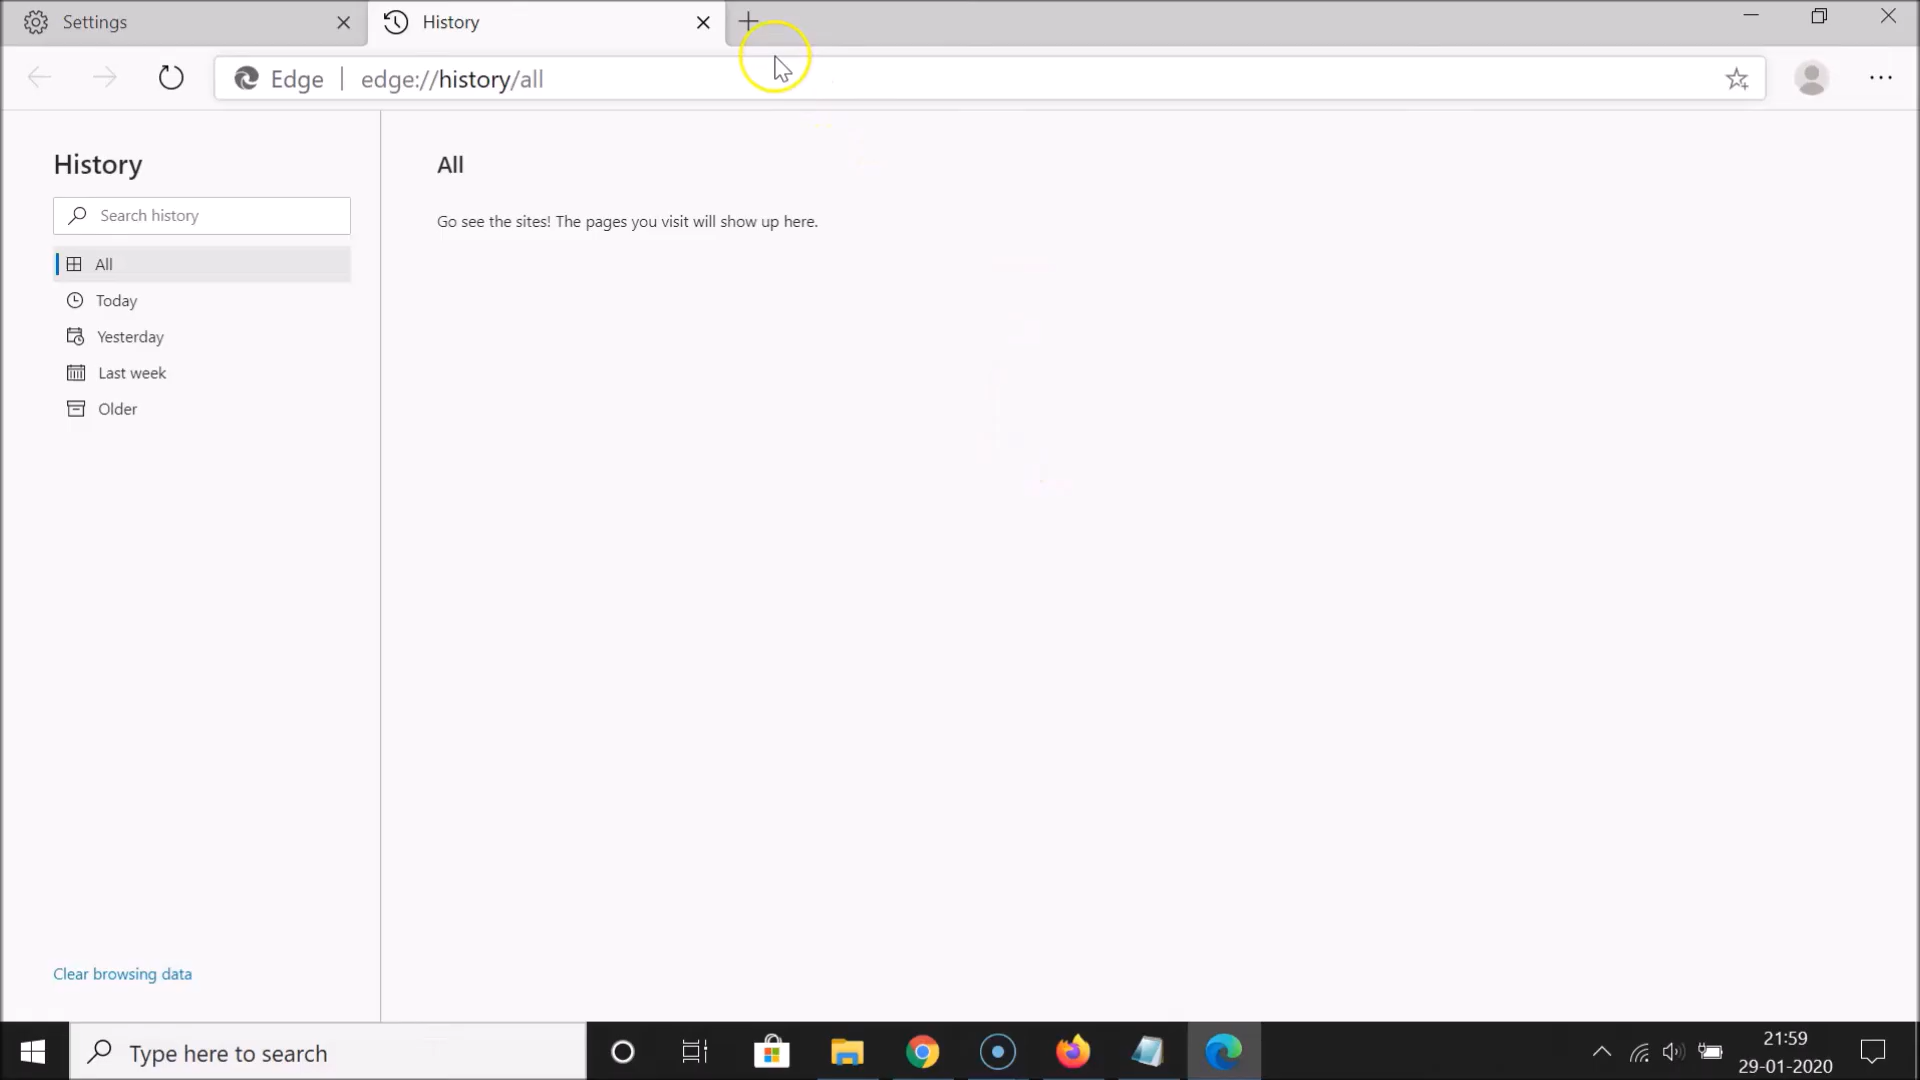 Settings
History
Edge | edge://history/all
History
Search history
All
Today
Yesterday
Last week
Older
Clear browsing data
All
Go see the sites! The pages you visit will show up here.
Type here to search
21:59
29-01-2020